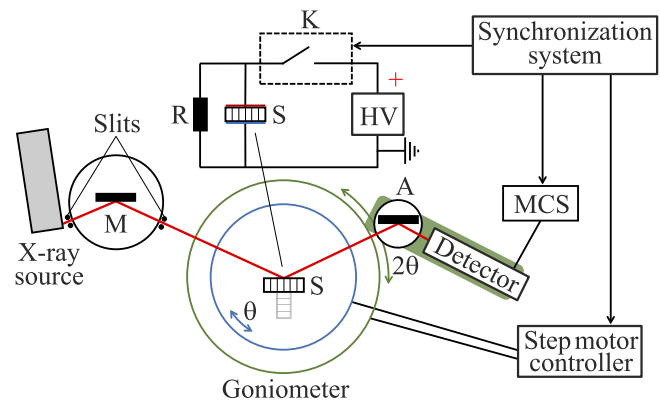 K
Synchronization
system
+
R
S
HV
Slits
A
M
MCS
X-ray
source
Detector
2θ
S
θ
Step motor
controller
Goniometer